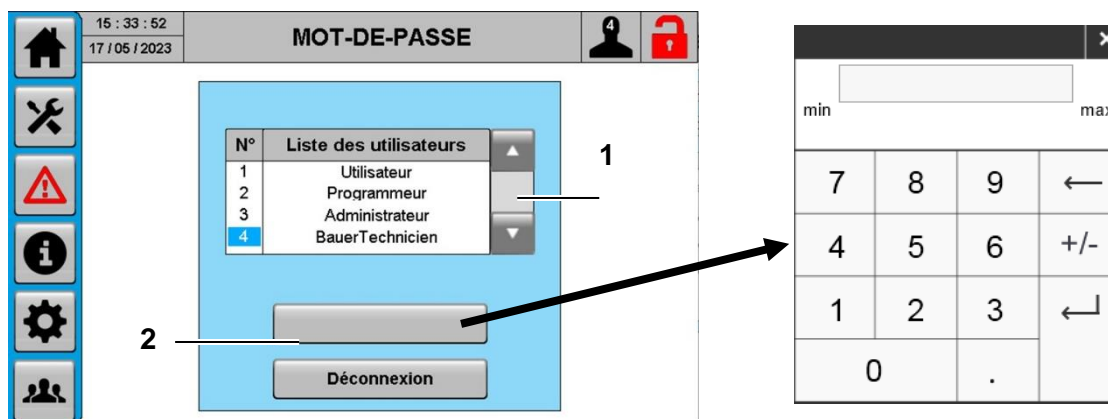 15 : 33 : 52
17 / 05 / 2023
MOT-DE-PASSE
4
N° Liste des utilisateurs
1 Utilisateur
2 Programmeur
3 Administrateur
4 BauerTechnicien
1
2
Déconnexion
×
min max
7 8 9 ←
4 5 6 +/-
1 2 3 ↵
0 .